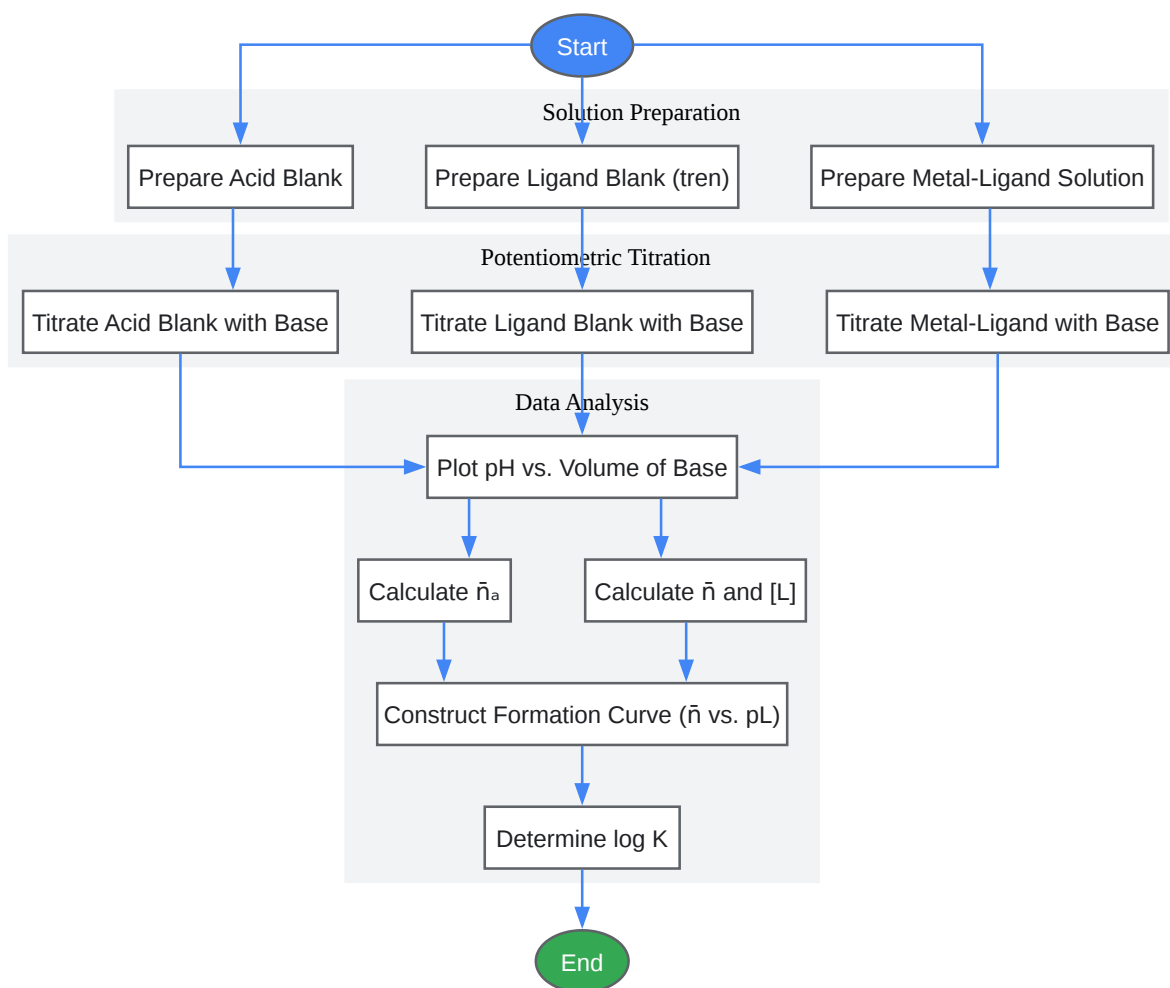 Start
Solution Preparation
Prepare Acid Blank
Prepare Ligand Blank (tren)
Prepare Metal-Ligand Solution
Potentiometric Titration
Titrate Acid Blank with Base
Titrate Ligand Blank with Base
Titrate Metal-Ligand with Base
Data Analysis
Plot pH vs. Volume of Base
Calculate n̄ₐ
Calculate n̄ and [L]
Construct Formation Curve (n̄ vs. pL)
Determine log K
End